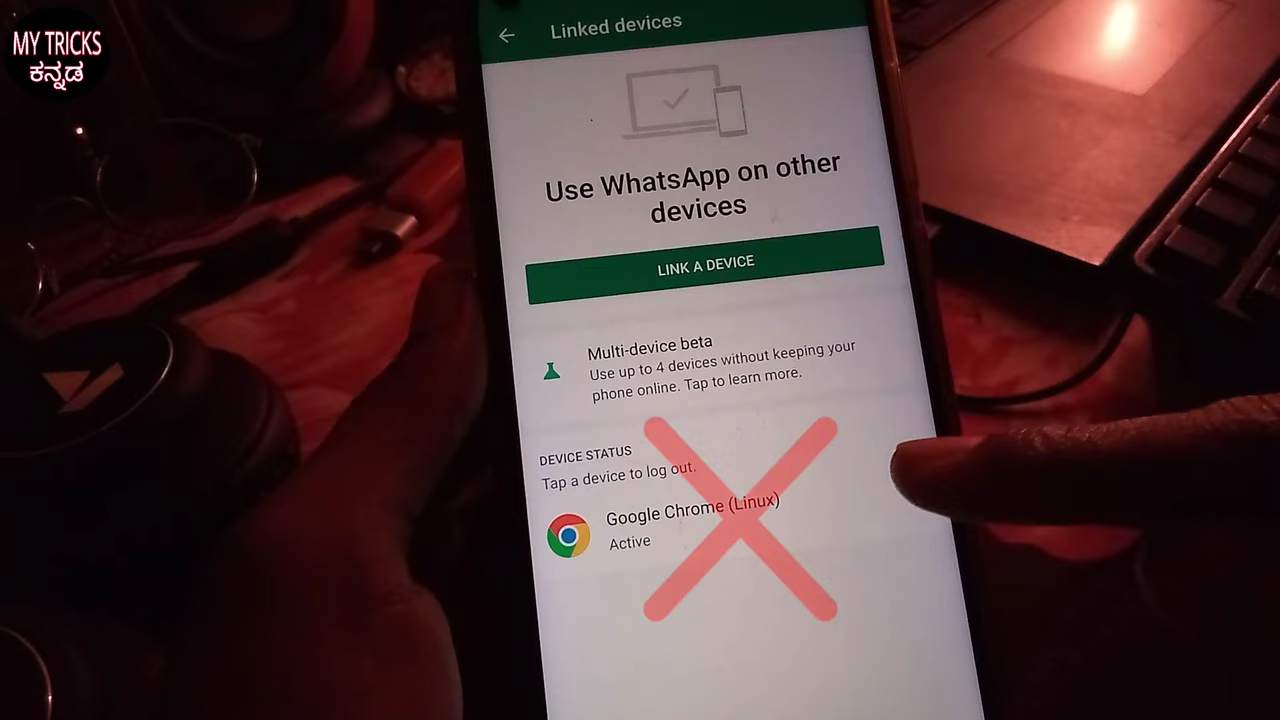 MY TRICKS
ಕನ್ನಡ
Linked devices
Use WhatsApp on other
devices
LINK A DEVICE
Multi-device beta
Use up to 4 devices without keeping your
phone online. Tap to learn more.
DEVICE STATUS
Tap a device to log out.
Google Chrome (Linux)
Active